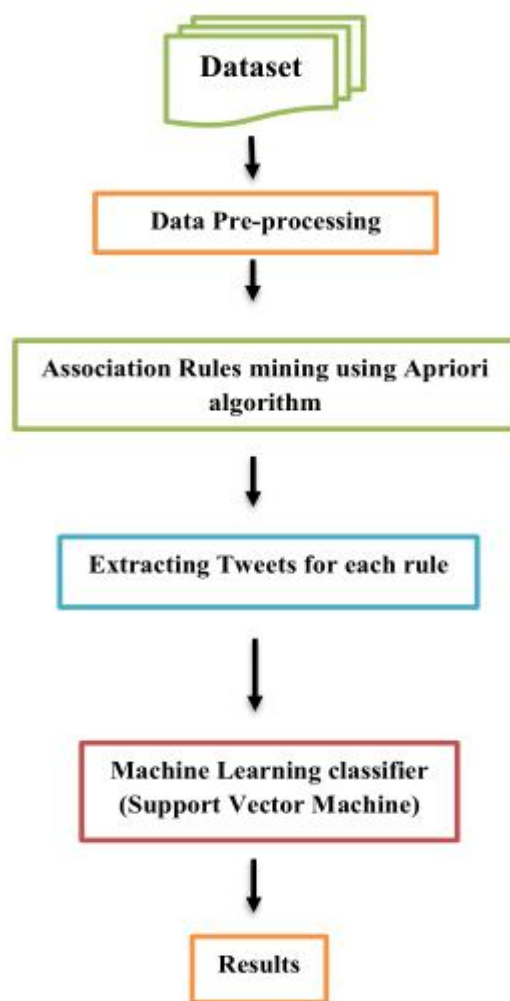 Dataset
Data Pre-processing
Association Rules mining using Apriori
algorithm
Extracting Tweets for each rule
Machine Learning classifier
(Support Vector Machine)
Results